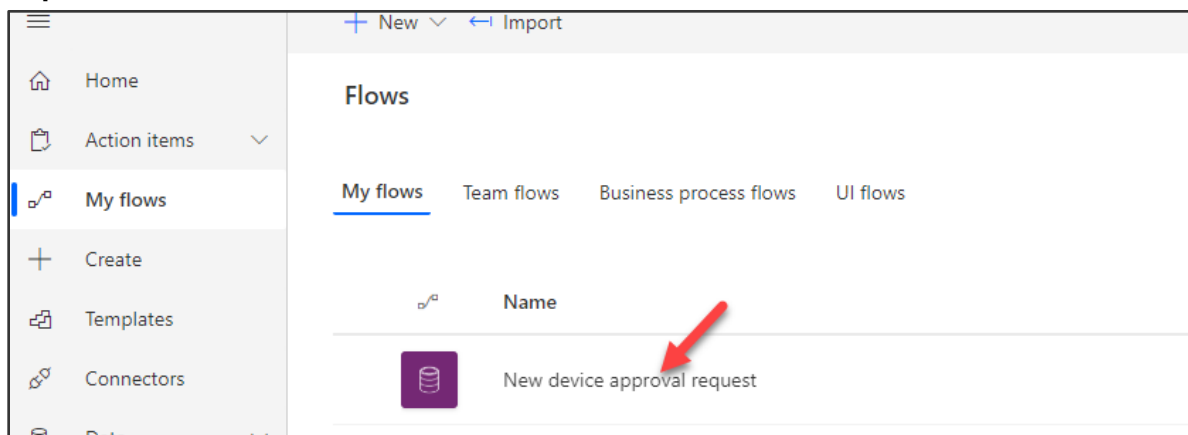 New Import
Home
Flows
Action items
My flows
My flows Team flows Business process flows UI flows
Create
Name
Templates
Connectors
New device approval request